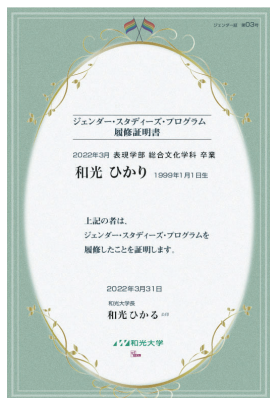 ジェンダー証 第03号
ジェンダー・スタディーズ・プログラム
履修証明書
2022年3月 表現学部 総合文化学科 卒業
和光 ひかり 1999年1月1日生
上記の者は、
ジェンダー・スタディーズ・プログラムを
履修したことを証明します。
2022年3月31日
和光大学長
和光 ひかる
和光大学